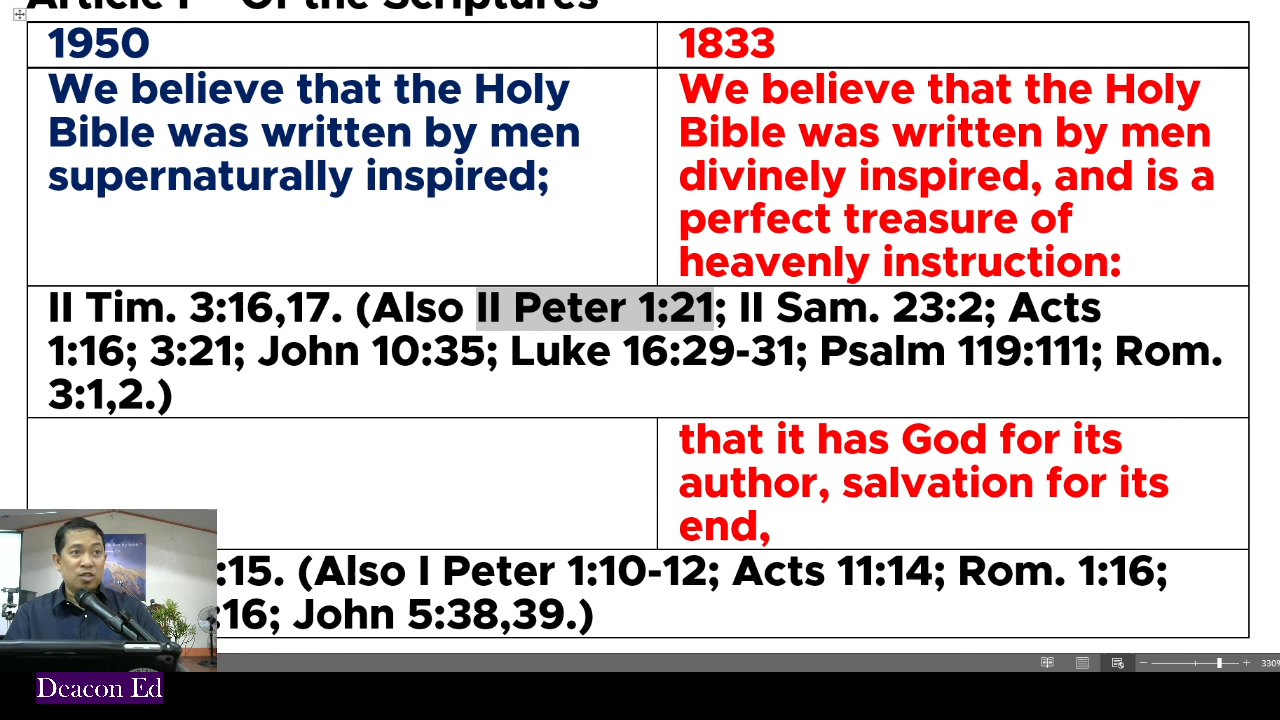 Article I – Of the Scriptures
1950
We believe that the Holy
Bible was written by men
supernaturally inspired;
1833
We believe that the Holy
Bible was written by men
divinely inspired, and is a
perfect treasure of
heavenly instruction:
II Tim. 3:16,17. (Also II Peter 1:21; II Sam. 23:2; Acts
1:16; 3:21; John 10:35; Luke 16:29-31; Psalm 119:111; Rom.
3:1,2.)
that it has God for its
author, salvation for its
end,
:15. (Also I Peter 1:10-12; Acts 11:14; Rom. 1:16;
:16; John 5:38,39.)
330%
Deacon Ed